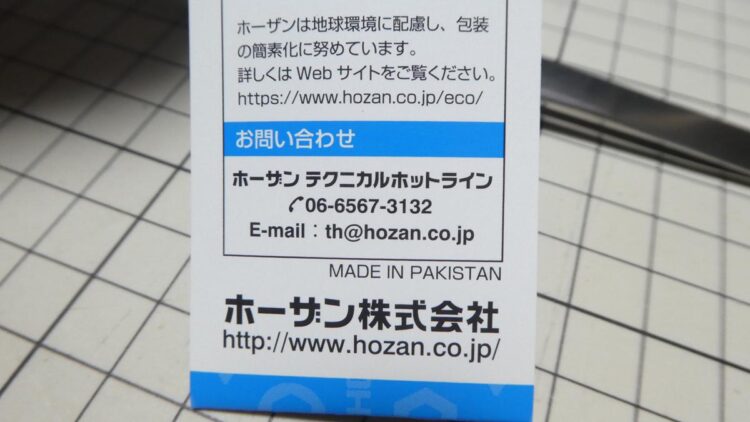 ホーザンは地球環境に配慮し、包装
の簡素化に努めています。
詳しくは Web サイトをご覧ください。
https://www.hozan.co.jp/eco/
お問い合わせ
ホーザン テクニカルホットライン
06-6567-3132
E-mail：th@hozan.co.jp
MADE IN PAKISTAN
ホーザン株式会社
http://www.hozan.co.jp/